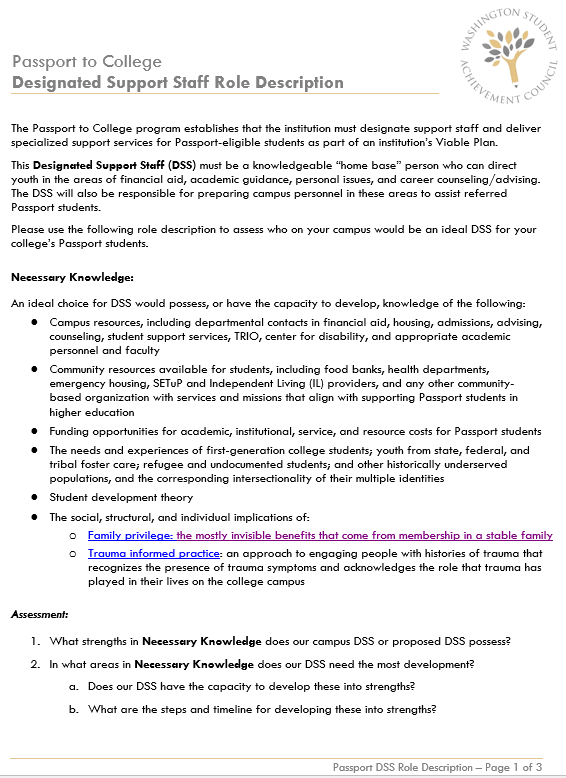 WASHINGTON STUDENT
ACHIEVEMENT COUNCIL
Passport to College
Designated Support Staff Role Description
The Passport to College program establishes that the institution must designate support staff and deliver
specialized support services for Passport-eligible students as part of an institution's Viable Plan.
This Designated Support Staff (DSS) must be a knowledgeable “home base” person who can direct
youth in the areas of financial aid, academic guidance, personal issues, and career counseling/advising.
The DSS will also be responsible for preparing campus personnel in these areas to assist referred
Passport students.
Please use the following role description to assess who on your campus would be an ideal DSS for your
college's Passport students.
Necessary Knowledge:
An ideal choice for DSS would possess, or have the capacity to develop, knowledge of the following:
● Campus resources, including departmental contacts in financial aid, housing, admissions, advising,
counseling, student support services, TRIO, center for disability, and appropriate academic
personnel and faculty
● Community resources available for students, including food banks, health departments,
emergency housing, SETuP and Independent Living (IL) providers, and any other community-
based organization with services and missions that align with supporting Passport students in
higher education
● Funding opportunities for academic, institutional, service, and resource costs for Passport students
● The needs and experiences of first-generation college students; youth from state, federal, and
tribal foster care; refugee and undocumented students; and other historically underserved
populations, and the corresponding intersectionality of their multiple identities
● Student development theory
● The social, structural, and individual implications of:
o Family privilege: the mostly invisible benefits that come from membership in a stable family
o Trauma informed practice: an approach to engaging people with histories of trauma that
recognizes the presence of trauma symptoms and acknowledges the role that trauma has
played in their lives on the college campus
Assessment:
1. What strengths in Necessary Knowledge does our campus DSS or proposed DSS possess?
2. In what areas in Necessary Knowledge does our DSS need the most development?
a. Does our DSS have the capacity to develop these into strengths?
b. What are the steps and timeline for developing these into strengths?
Passport DSS Role Description – Page 1 of 3